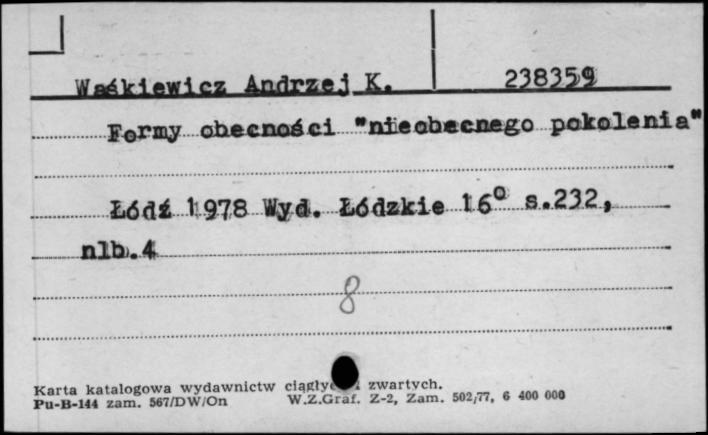 Waśkiewicz Andrzej K. 238359
Formy obecności "nieobecnego pokolenia"
Łódź 1978 Wyd. Łódzkie 16° s.232,
nlb.4
8
Karta katalogowa wydawnictw zwartych.
Pu-B-144 zam. 567/DW/On W.Z.Graf. Z-2, Zam. 502/77, 6 400 000